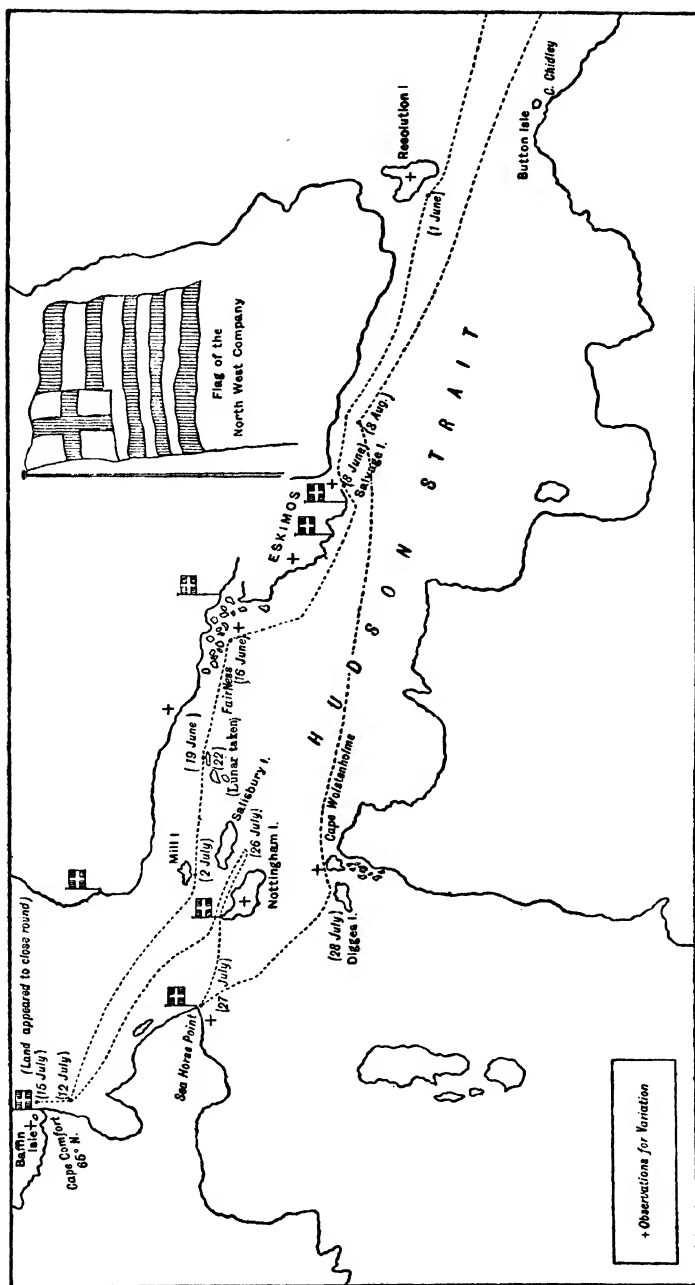 Baffin
Isle
(15 July)
(Land appeared to close round)
(12 July)
Cape Comfort
65° N.
Sea Horse Point
(27 July)
Mill I
(2 July)
Salisbury I.
(26 July)
Nottingham I.
(28 July)
Digges I.
Cape Wolstanholme
(19 June)
(22)
(Lunar taken)
Fair Ness
(16 June)
ESKIMOS
(8 June)
(8 Aug.)
Salvage I.
HUDSON STRAIT
Flag of the
North West Company
Resolution I
(1 June)
Button Isle
C. Chidley
+ Observations for Variation